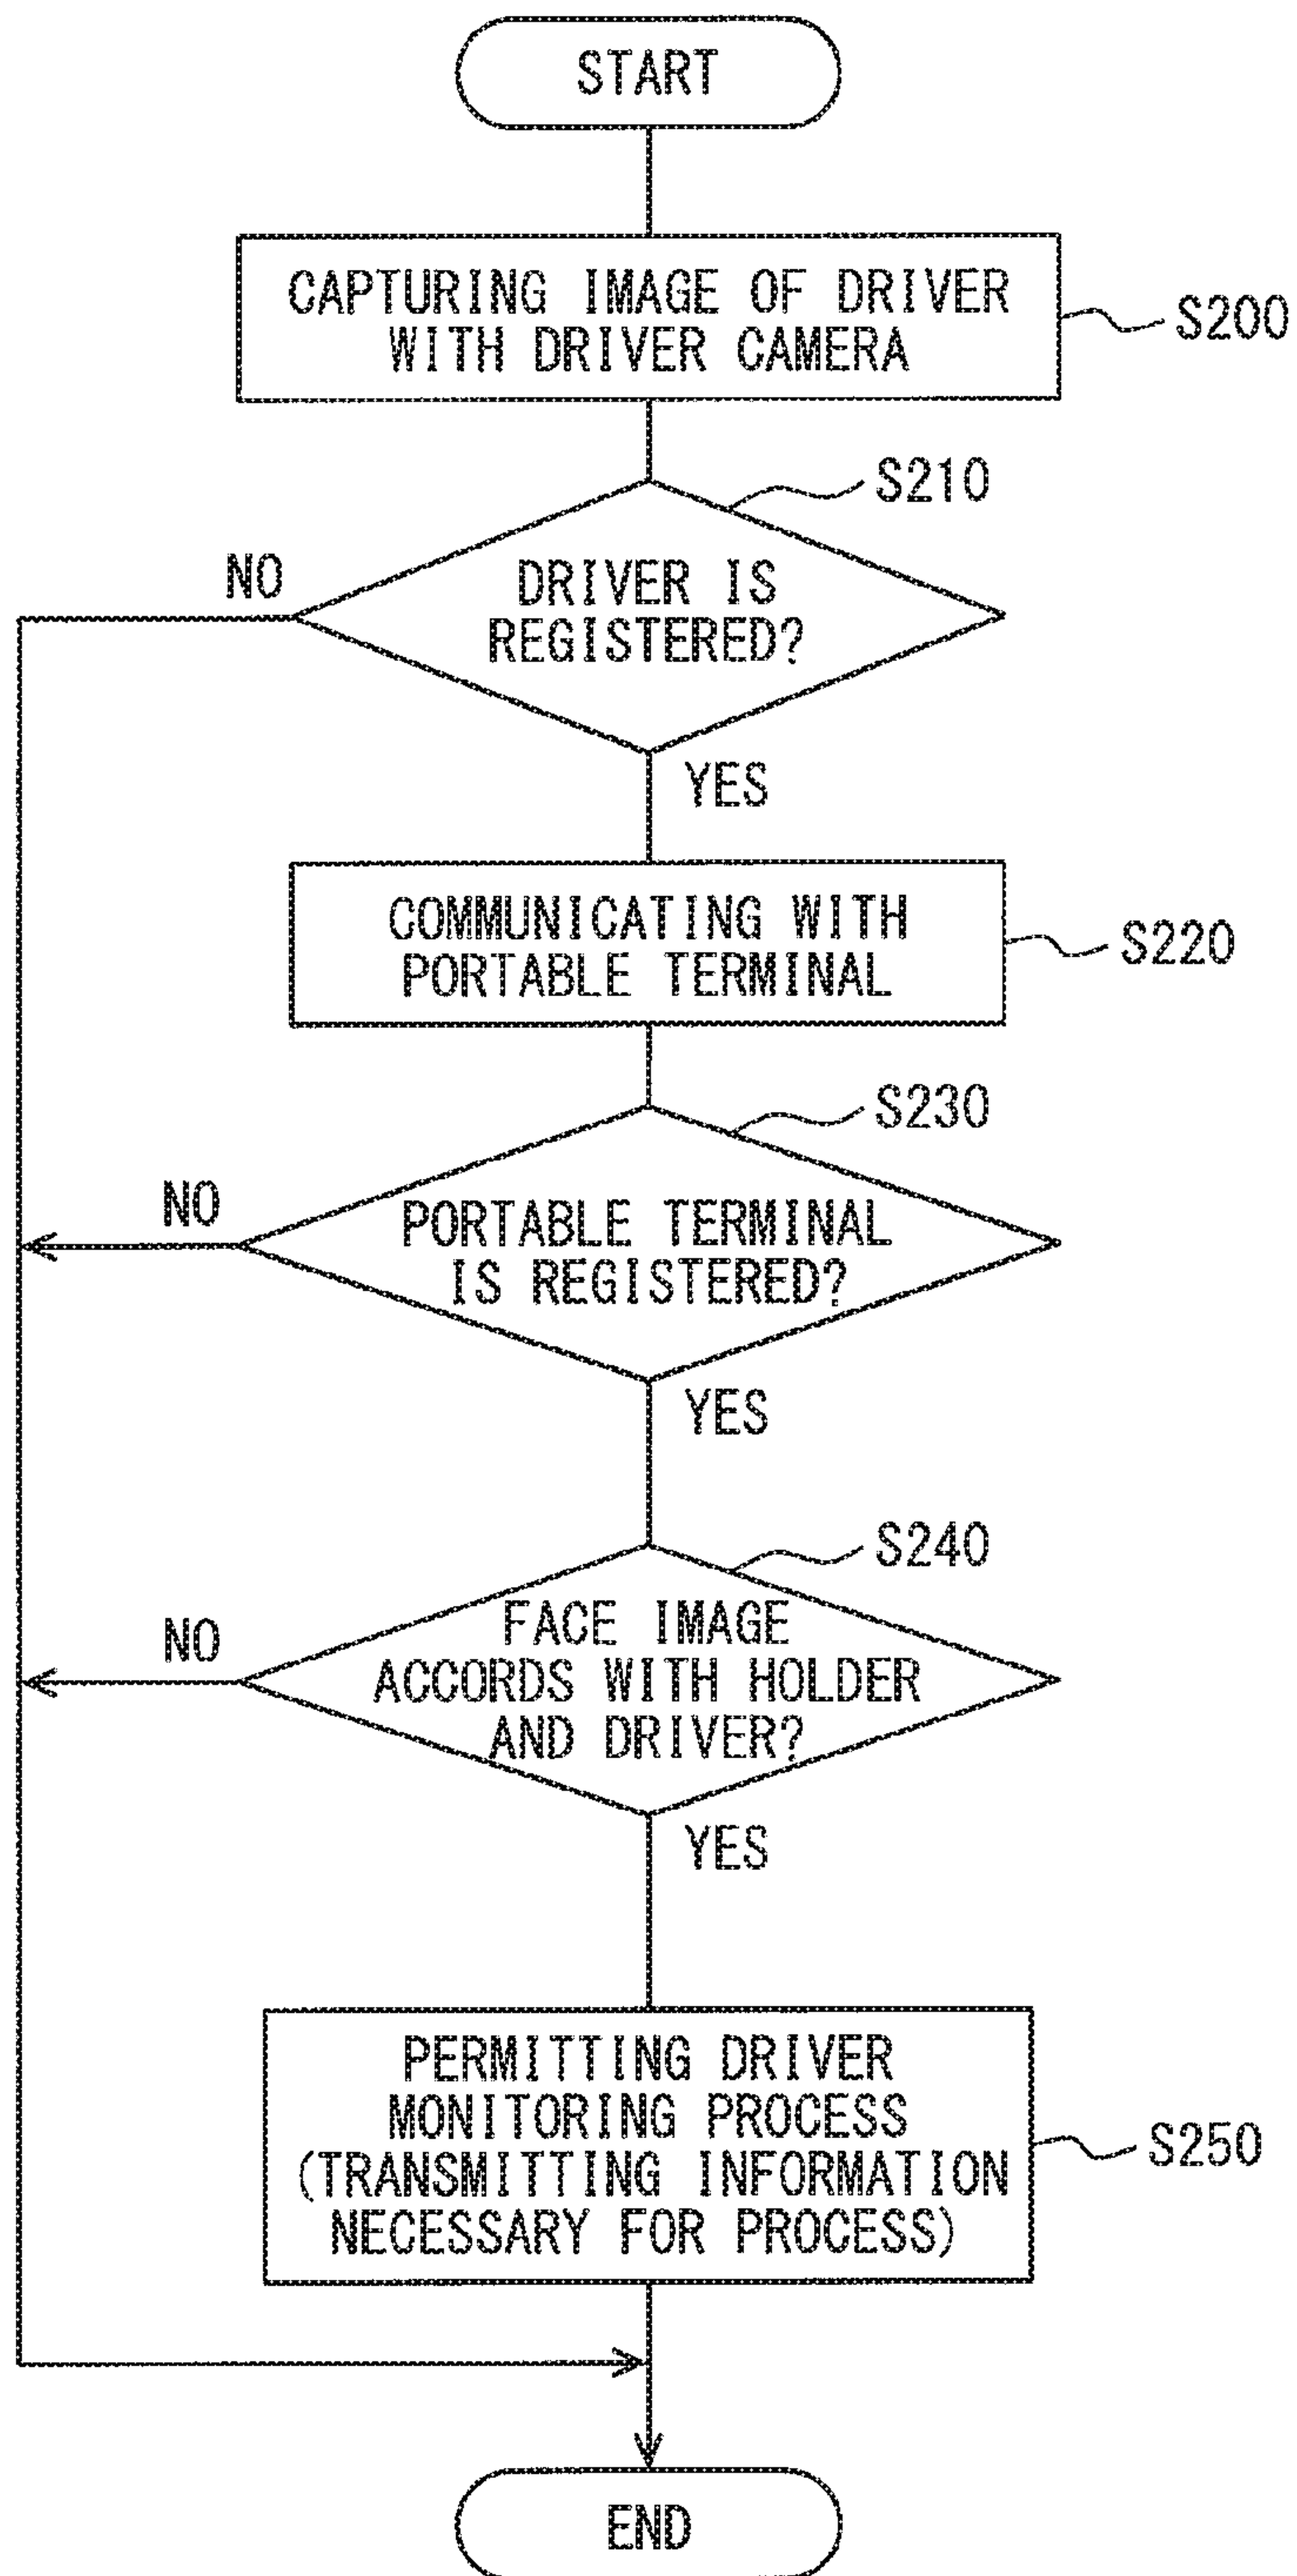 START
CAPTURING IMAGE OF DRIVER
WITH DRIVER CAMERA
S200
S210
DRIVER IS
REGISTERED?
NO
YES
COMMUNICATING WITH
PORTABLE TERMINAL
S220
S230
PORTABLE TERMINAL
IS REGISTERED?
NO
YES
S240
FACE IMAGE
ACCORDS WITH HOLDER
AND DRIVER?
NO
YES
PERMITTING DRIVER
MONITORING PROCESS
(TRANSMITTING INFORMATION
NECESSARY FOR PROCESS)
S250
END